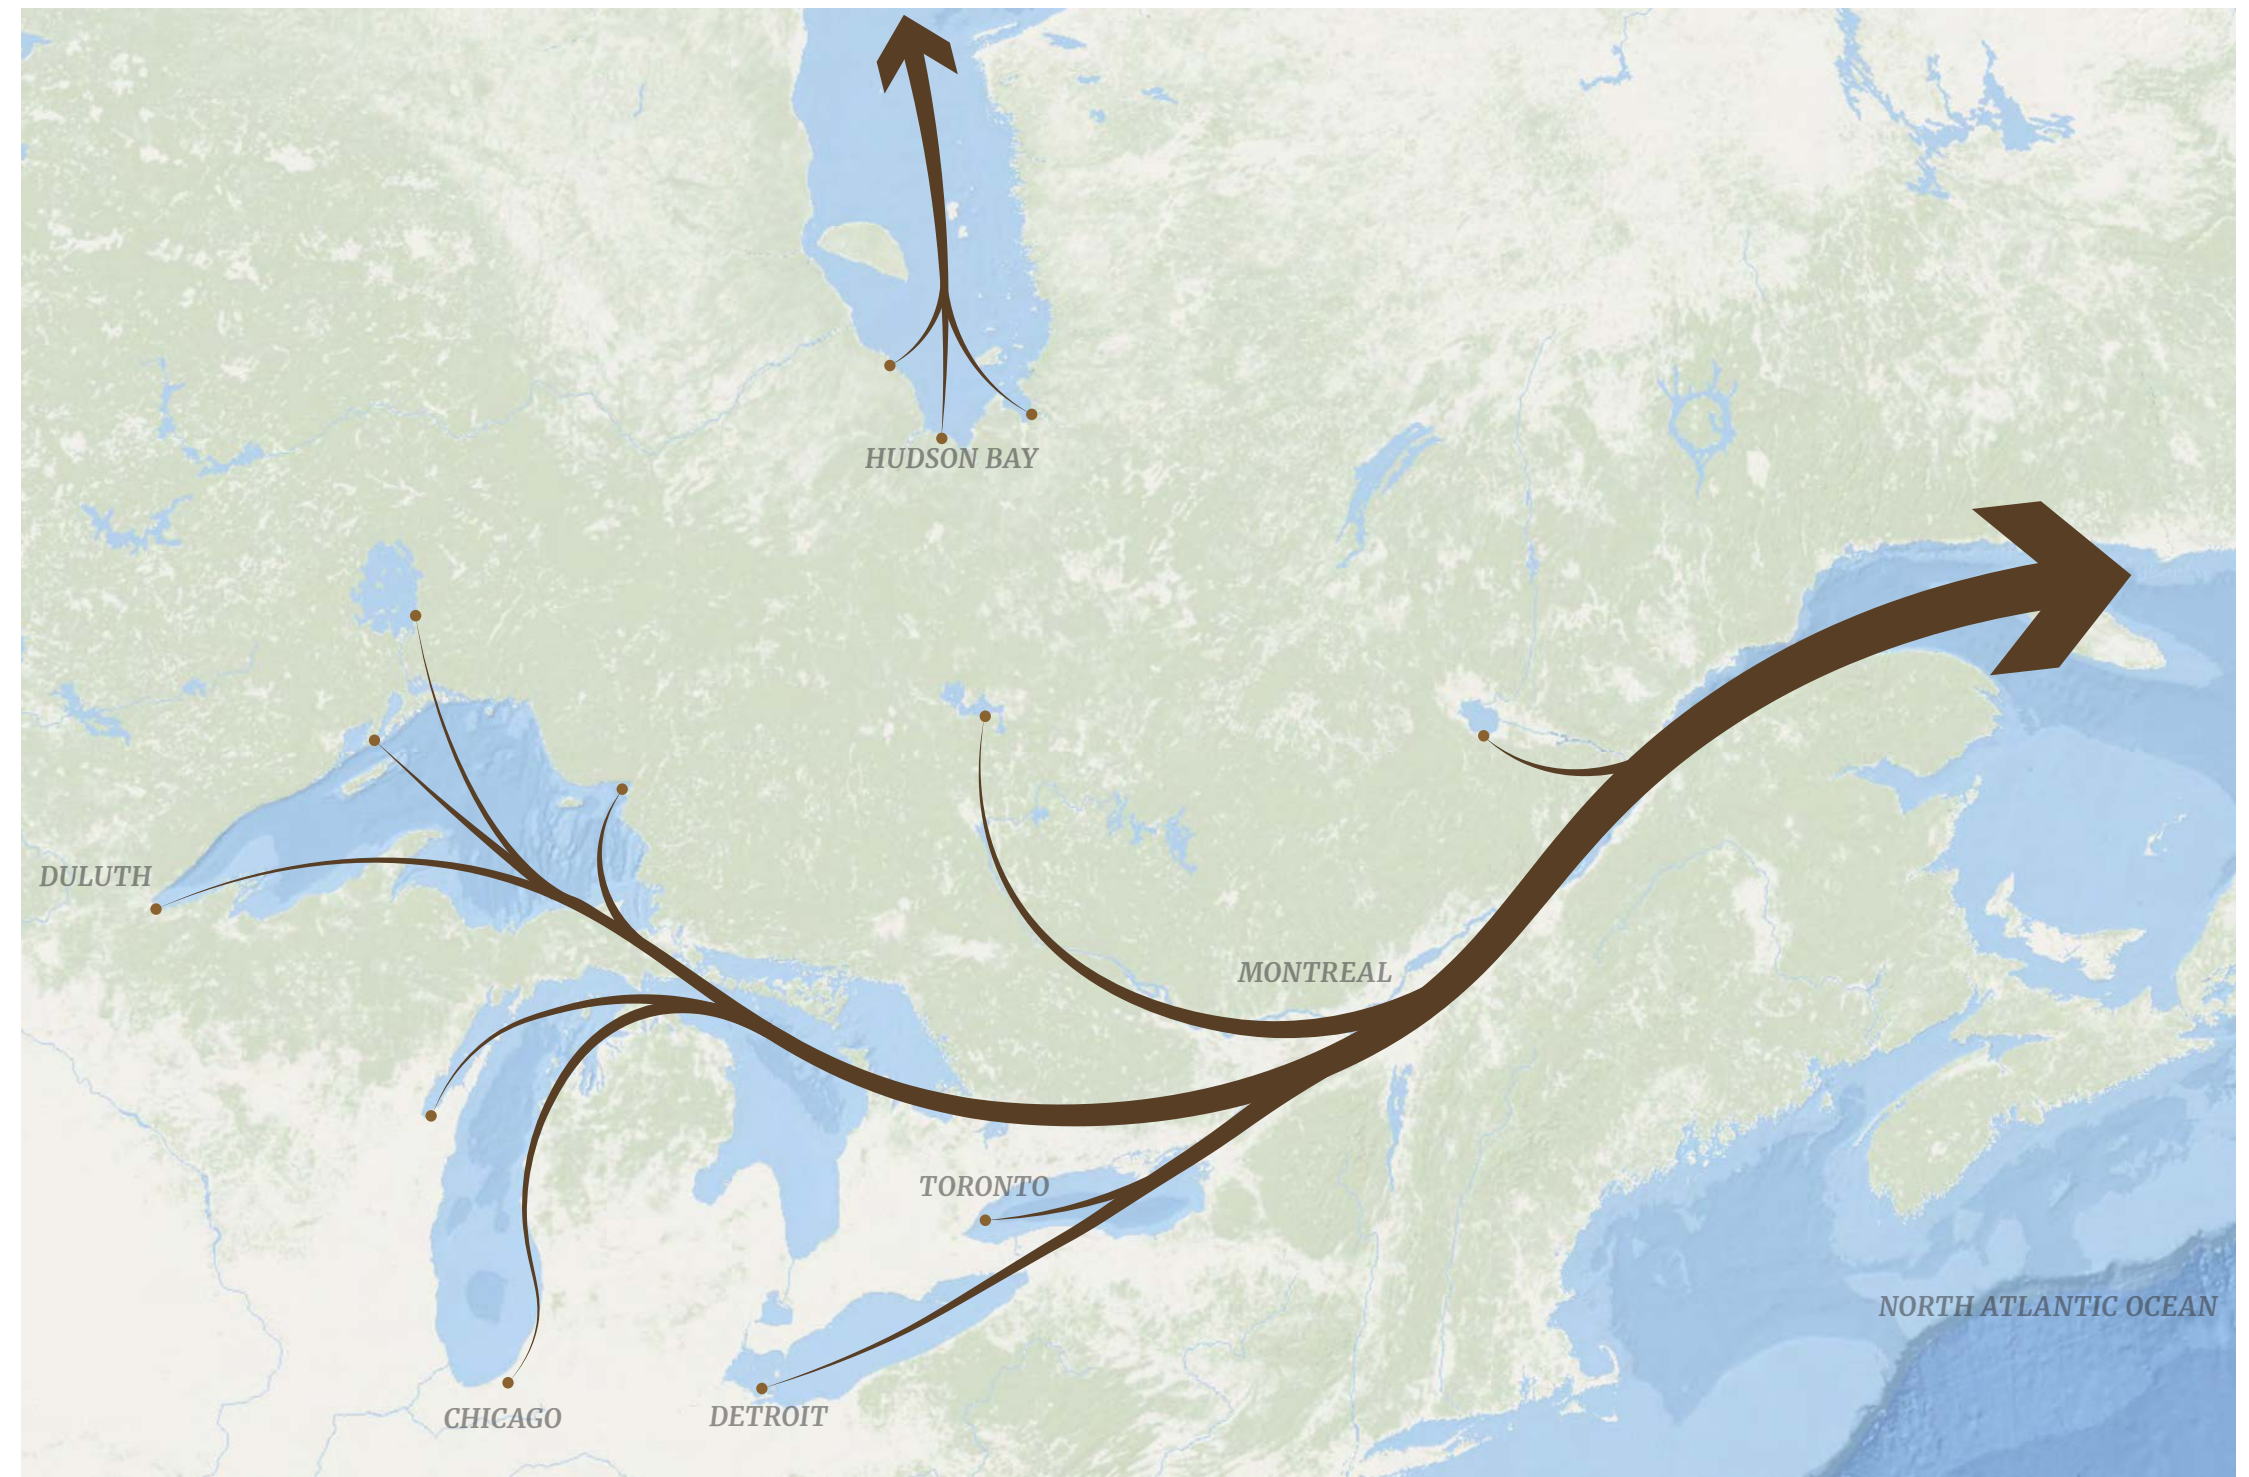 HUDSON BAY
DULUTH
MONTREAL
TORONTO
NORTH ATLANTIC OCEAN
CHICAGO
DETROIT